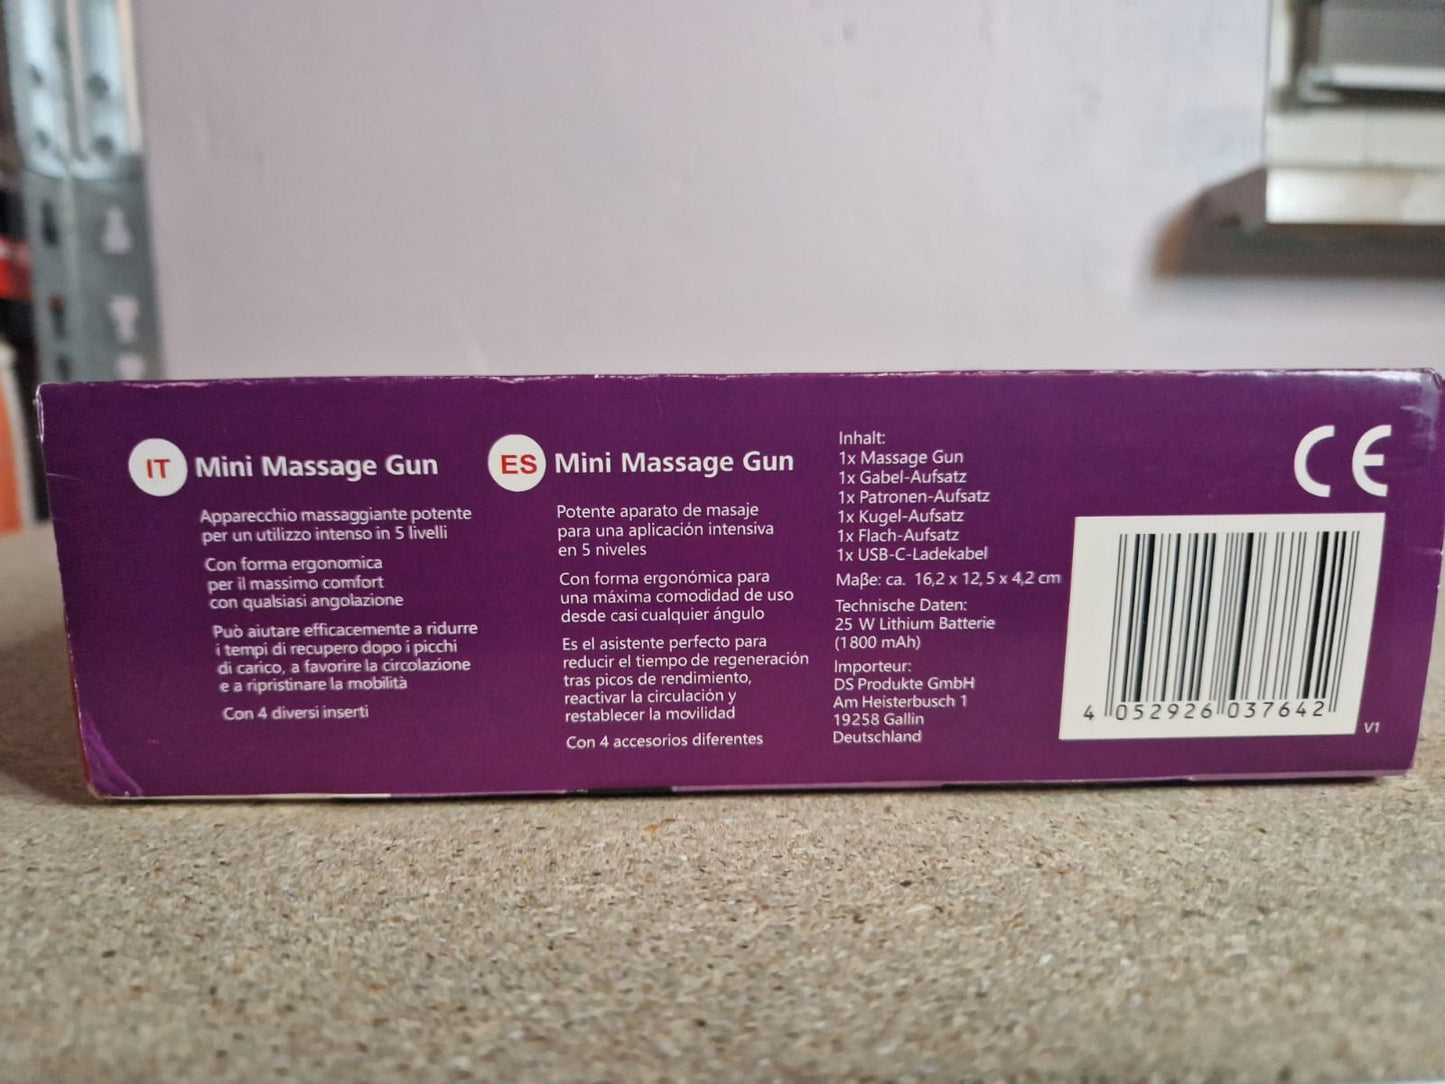 IT Mini Massage Gun
Apparecchio massaggiante potente
per un utilizzo intenso in 5 livelli
Con forma ergonomica
per il massimo comfort
con qualsiasi angolazione
Può aiutare efficacemente a ridurre
i tempi di recupero dopo i picchi
di carico, a favorire la circolazione
e a ripristinare la mobilità
Con 4 diversi inserti
ES Mini Massage Gun
Potente aparato de masaje
para una aplicación intensiva
en 5 niveles
Con forma ergonómica para
una máxima comodidad de uso
desde casi cualquier ángulo
Es el asistente perfecto para
reducir el tiempo de regeneración
tras picos de rendimiento,
reactivar la circulación y
restablecer la movilidad
Con 4 accesorios diferentes
Inhalt:
1x Massage Gun
1x Gabel-Aufsatz
1x Patronen-Aufsatz
1x Kugel-Aufsatz
1x Flach-Aufsatz
1x USB-C-Ladekabel
Maße: ca. 16,2 x 12,5 x 4,2 cm
Technische Daten:
25 W Lithium Batterie
(1800 mAh)
Importeur:
DS Produkte GmbH
Am Heisterbusch 1
19258 Gallin
Deutschland
CE
4 052926 037642
V1